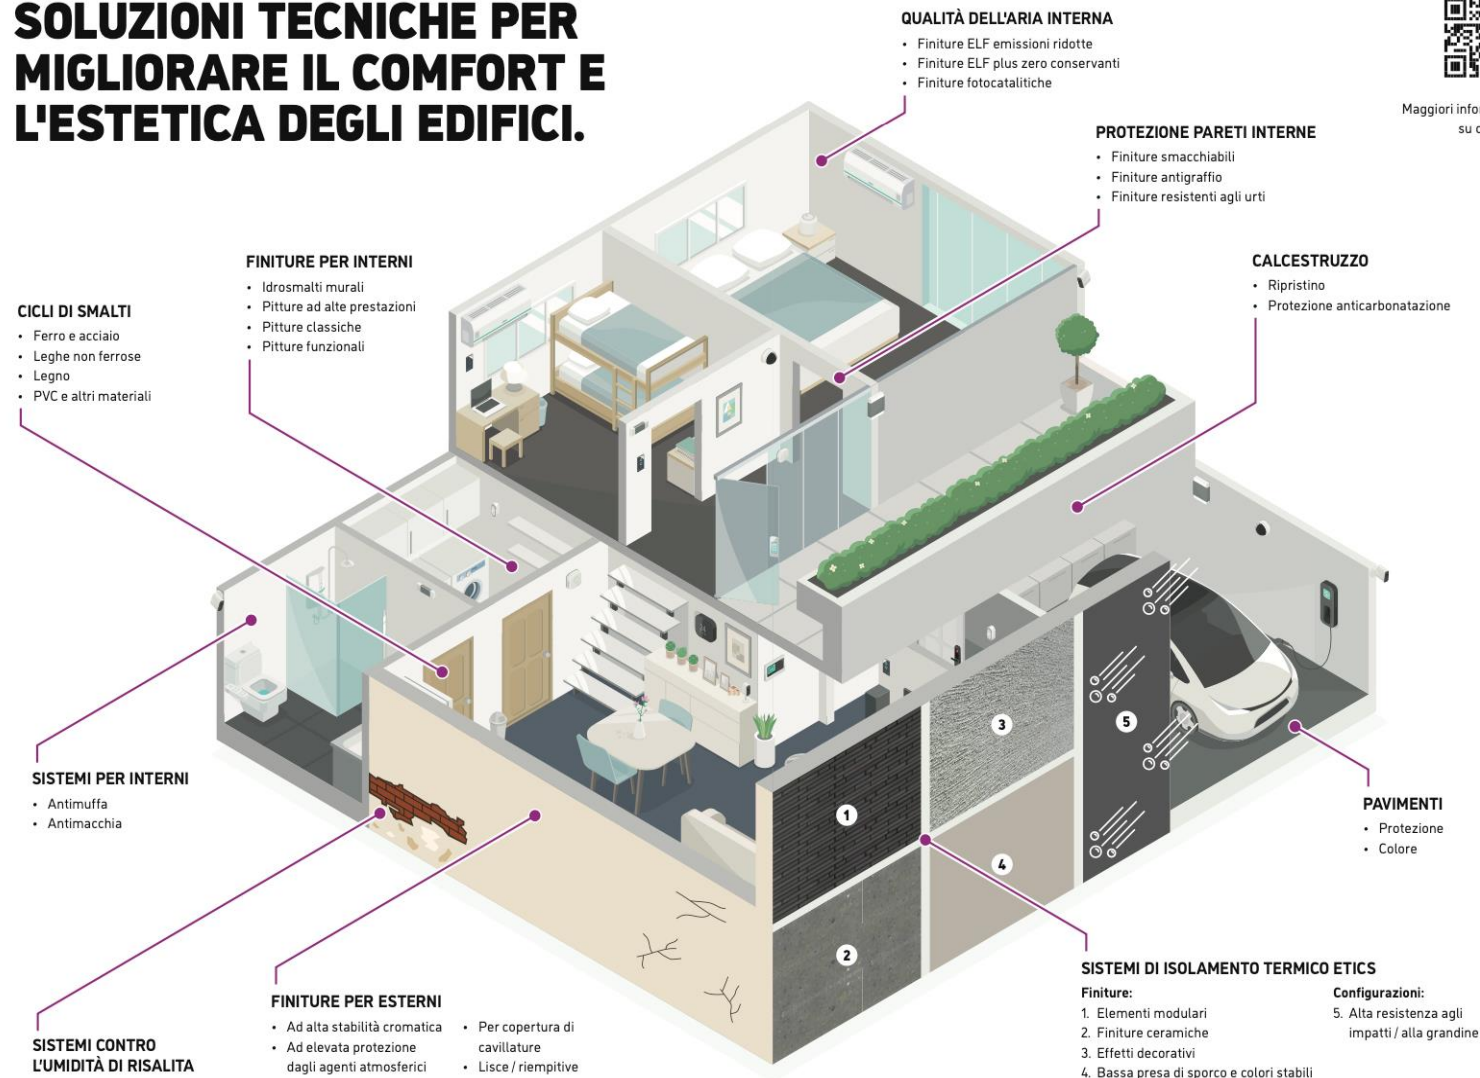 SOLUZIONI TECNICHE PER
MIGLIORARE IL COMFORT E
L'ESTETICA DEGLI EDIFICI.
QUALITÀ DELL'ARIA INTERNA
• Finiture ELF emissioni ridotte
• Finiture ELF plus zero conservanti
• Finiture fotocatalitiche
Maggiori infor
su c
PROTEZIONE PARETI INTERNE
• Finiture smacchiabili
• Finiture antigraffio
• Finiture resistenti agli urti
FINITURE PER INTERNI
• Idrosmalti murali
• Pitture ad alte prestazioni
• Pitture classiche
• Pitture funzionali
CALCESTRUZZO
• Ripristino
• Protezione anticarbonatazione
CICLI DI SMALTI
• Ferro e acciaio
• Leghe non ferrose
• Legno
• PVC e altri materiali
3
5
1
4
2
SISTEMI PER INTERNI
• Antimuffa
• Antimacchia
PAVIMENTI
• Protezione
• Colore
SISTEMI CONTRO
L'UMIDITÀ DI RISALITA
FINITURE PER ESTERNI
• Ad alta stabilità cromatica
• Ad elevata protezione
dagli agenti atmosferici
• Per copertura di
cavillature
• Lisce / riempitive
SISTEMI DI ISOLAMENTO TERMICO ETICS
Finiture:
1. Elementi modulari
2. Finiture ceramiche
3. Effetti decorativi
4. Bassa presa di sporco e colori stabili
Configurazioni:
5. Alta resistenza agli
impatti / alla grandine